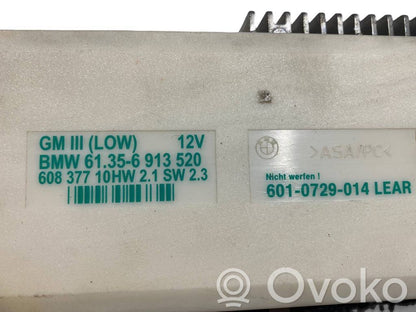 GM III (LOW) 12V
BMW 61.35-6 913 520
608 377 10HW 2.1 SW 2.3
>ASA/PC<
Nicht werfen !
601-0729-014 LEAR
OVOKO